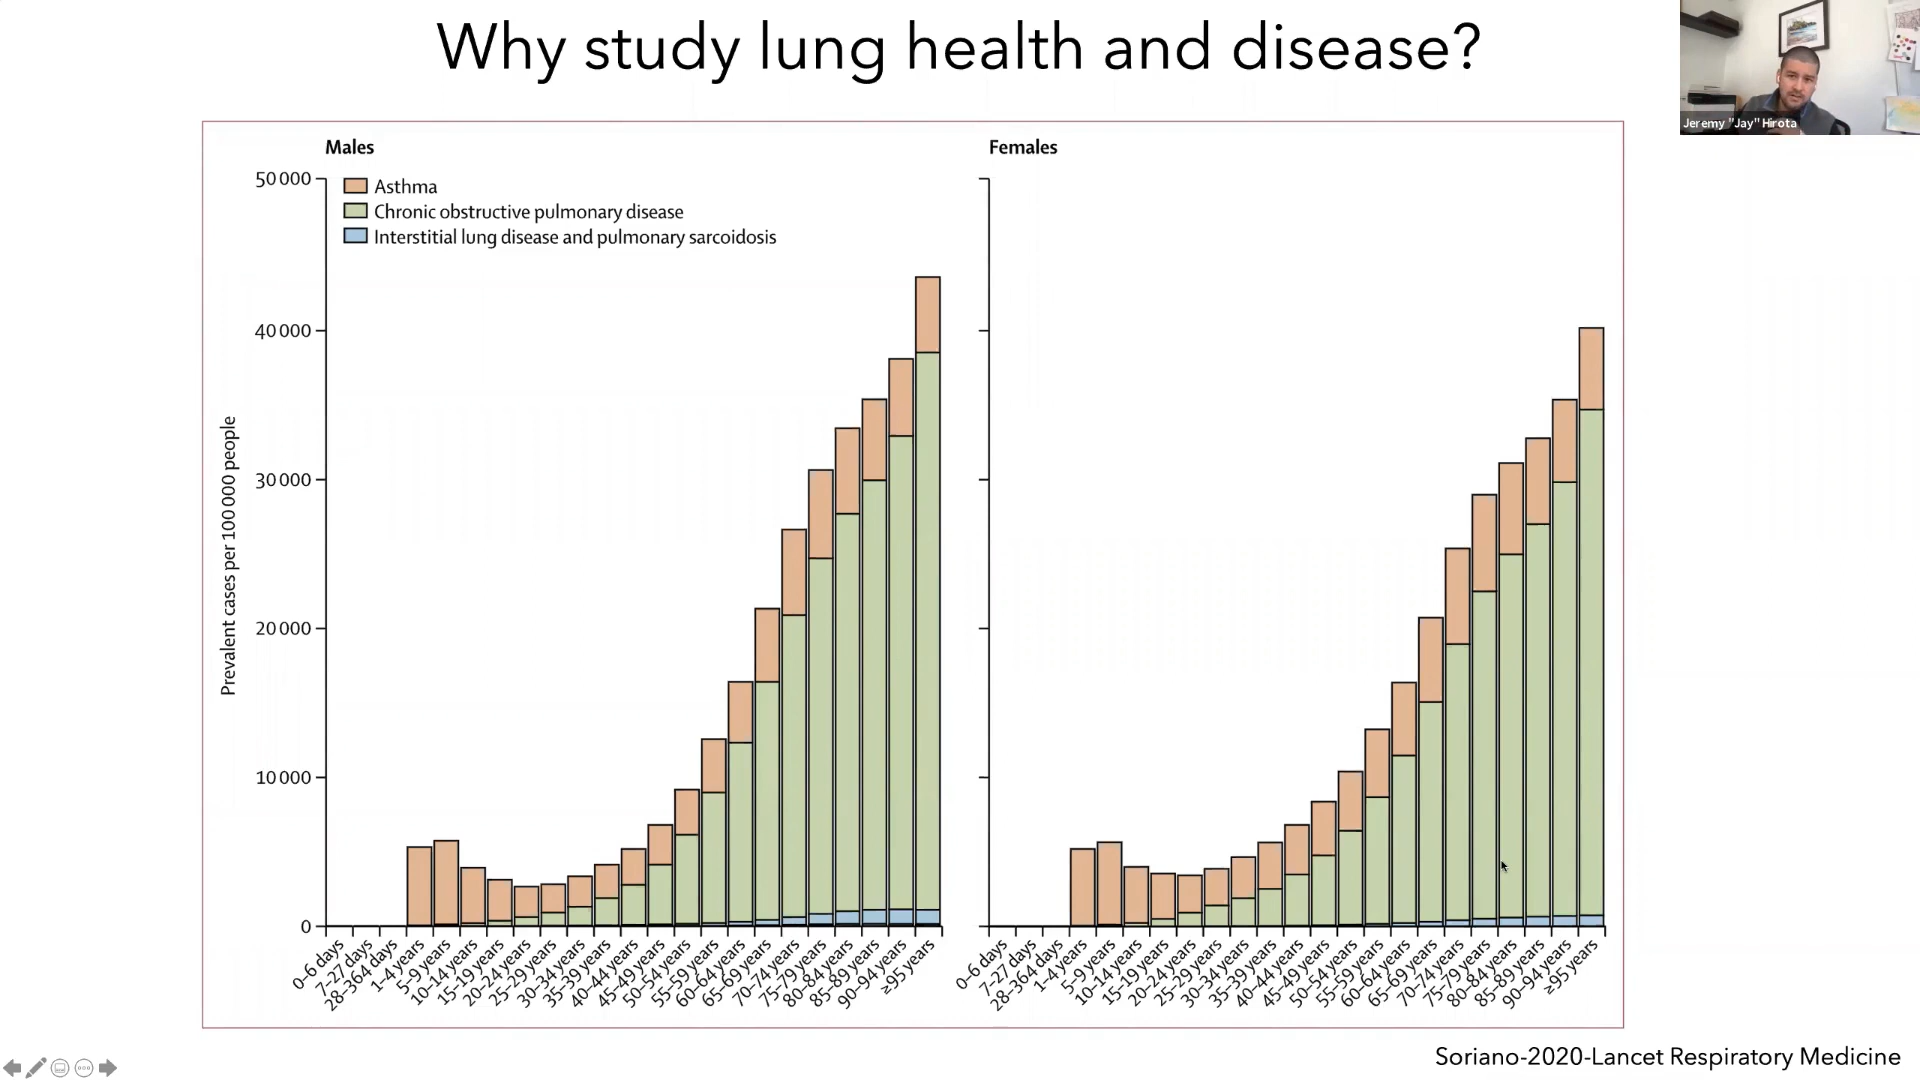 Why study lung health and disease?
Jeremy "Jay" Hirota
Males
Females
50 000
40 000
30 000
20 000
10 000
0
Asthma
Chronic obstructive pulmonary disease
Interstitial lung disease and pulmonary sarcoidosis
Prevalent cases per 100 000 people
0–6 days
7–27 days
28–364 days
1–4 years
5–9 years
10–14 years
15–19 years
20–24 years
25–29 years
30–34 years
35–39 years
40–44 years
45–49 years
50–54 years
55–59 years
60–64 years
65–69 years
70–74 years
75–79 years
80–84 years
85–89 years
90–94 years
≥95 years
0–6 days
7–27 days
28–364 days
1–4 years
5–9 years
10–14 years
15–19 years
20–24 years
25–29 years
30–34 years
35–39 years
40–44 years
45–49 years
50–54 years
55–59 years
60–64 years
65–69 years
70–74 years
75–79 years
80–84 years
85–89 years
90–94 years
≥95 years
Soriano-2020-Lancet Respiratory Medicine